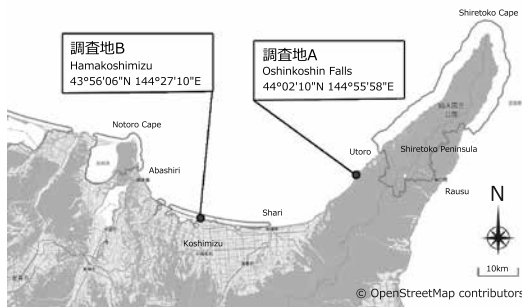 Shiretoko Cape
調査地B
Hamakoshimizu
43°56'06"N 144°27'10"E
調査地A
Oshinkoshin Falls
44°02'10"N 144°55'58"E
Notoro Cape
Utoro
Shiretoko Peninsula
Abashiri
Rausu
Shari
Koshimizu
N
10km
© OpenStreetMap contributors